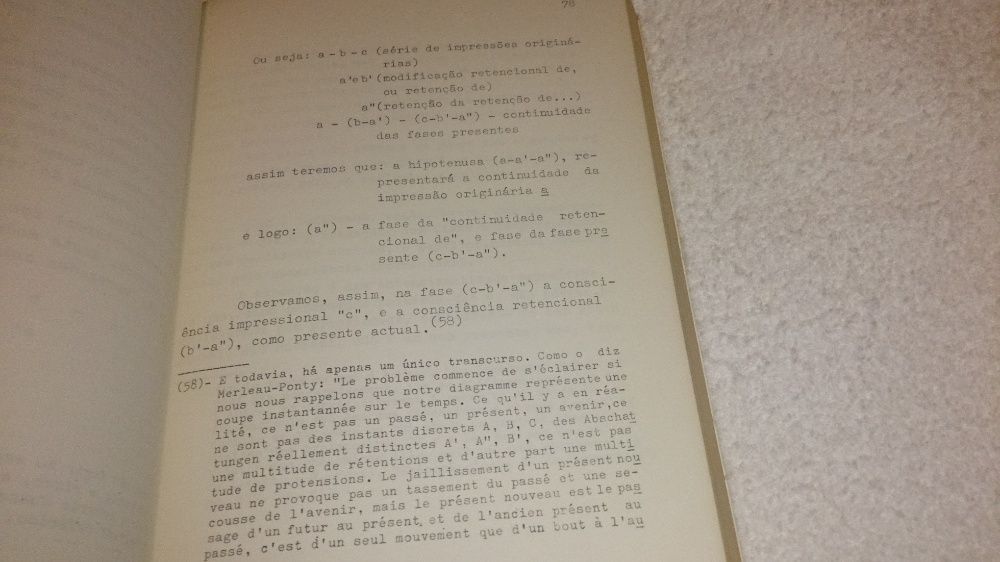 78
Ou seja: a - b - c (série de impressões originá-
rias)
a'eb' (modificação retencional de,
ou retenção de)
a"(retenção da retenção de...)
a - (b-a') - (c-b'-a") - continuidade
das fases presentes
assim teremos que: a hipotenusa (a-a'-a"), re-
presentará a continuidade da
impressão originária a
e logo: (a") - a fase da "continuidade reten-
cional de", e fase da fase pre
sente (c-b'-a").
Observamos, assim, na fase (c-b'-a") a consci-
ência impressional "c", e a consciência retencional
(b'-a"), como presente actual.(58)
(58)- E todavia, há apenas um único transcurso. Como o diz
Merleau-Ponty: "Le problème commence de s'éclairer si
nous nous rappelons que notre diagramme représente une
coupe instantannée sur le temps. Ce qu'il y a en réa-
lité, ce n'est pas un passé, un présent, un avenir,ce
ne sont pas des instants discrets A, B, C, des Abschat
tungen réellement distinctes A', A", B', ce n'est pas
une multitude de rétentions et d'autre part une multi
tude de protensions. Le jaillissement d'un présent nou
veau ne provoque pas un tassement du passé et une se-
cousse de l'avenir, mais le présent nouveau est le pas
sage d'un futur au présent, et de l'ancien présent au
passé, c'est d'un seul mouvement que d'un bout à l'au